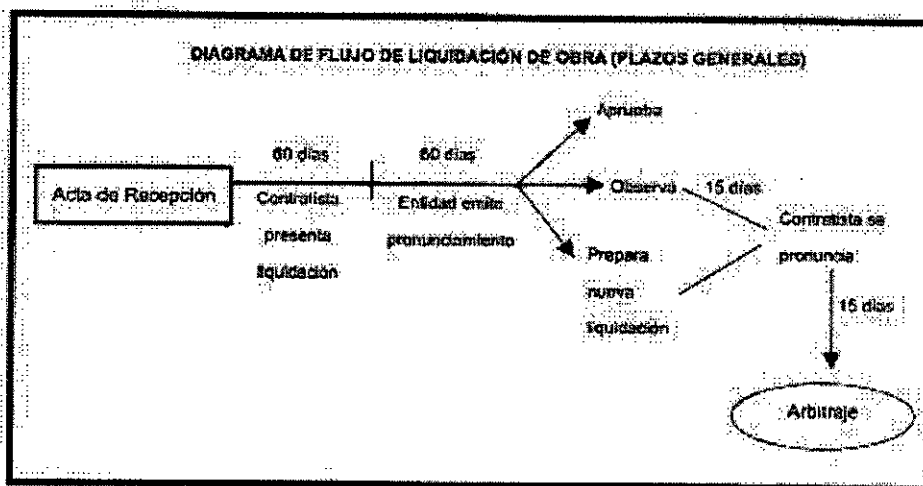 DIAGRAMA DE FLUJO DE LIQUIDACIÓN DE OBRA (PLAZOS GENERALES)
Acta de Recepción
60 días
Contratista
presenta
liquidación
60 días
Entidad emite
pronunciamiento
Aprueba
Observa
15 días
Prepara
nueva
liquidación
Contratista se
pronuncia
15 días
Arbitraje